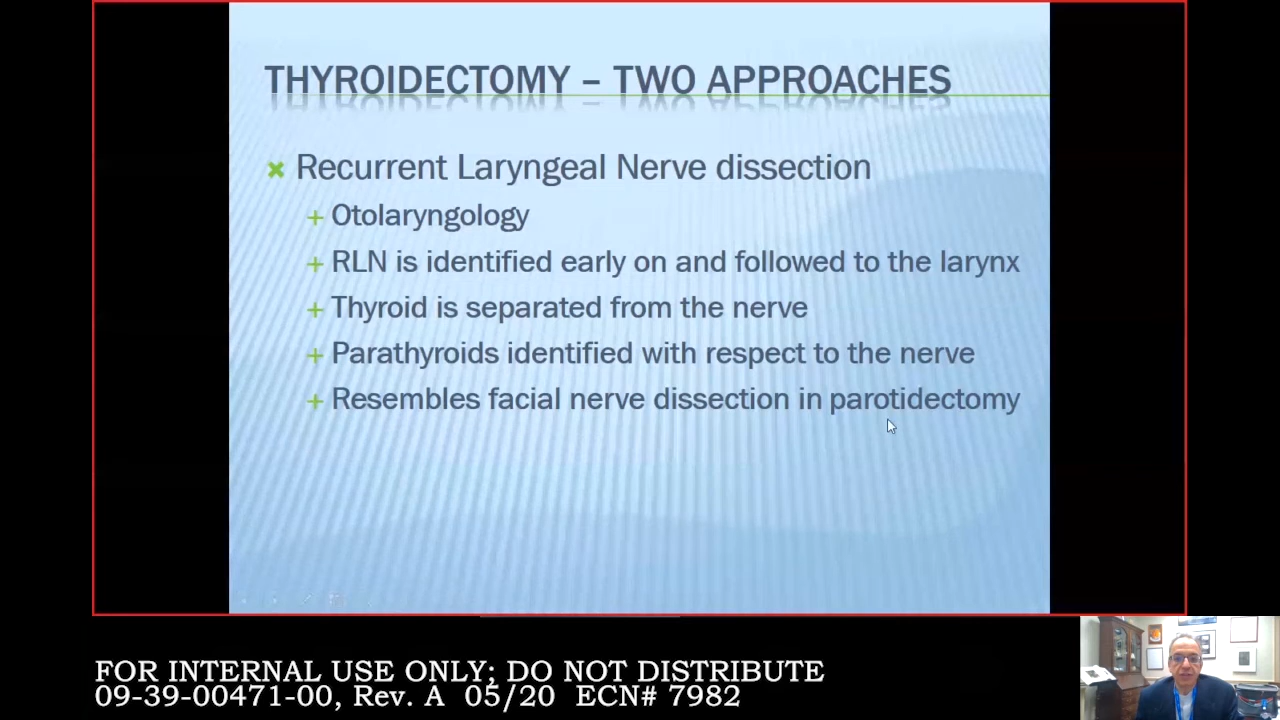 THYROIDECTOMY – TWO APPROACHES
Recurrent Laryngeal Nerve dissection
Otolaryngology
RLN is identified early on and followed to the larynx
Thyroid is separated from the nerve
Parathyroids identified with respect to the nerve
Resembles facial nerve dissection in parotidectomy
FOR INTERNAL USE ONLY; DO NOT DISTRIBUTE
09-39-00471-00, Rev. A 05/20 ECN# 7982